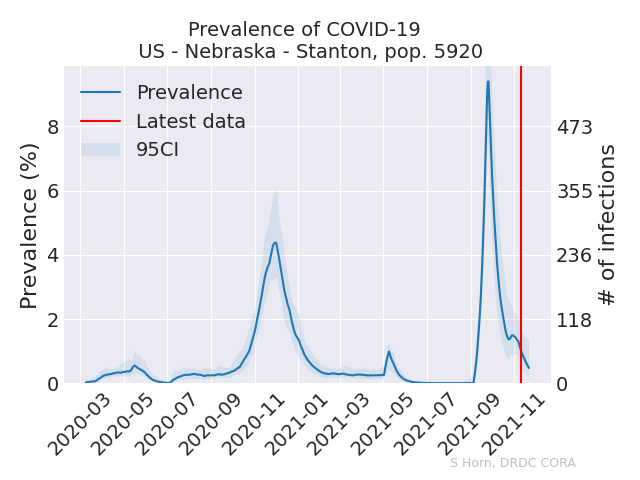 Prevalence of COVID-19
US - Nebraska - Stanton, pop. 5920
Prevalence
Latest data
95CI
Prevalence (%)
8
6
4
2
0
473
355
236
118
0
# of infections
2020-03
2020-05
2020-07
2020-09
2020-11
2021-01
2021-03
2021-05
2021-07
2021-09
2021-11
S Horn, DRDC CORA